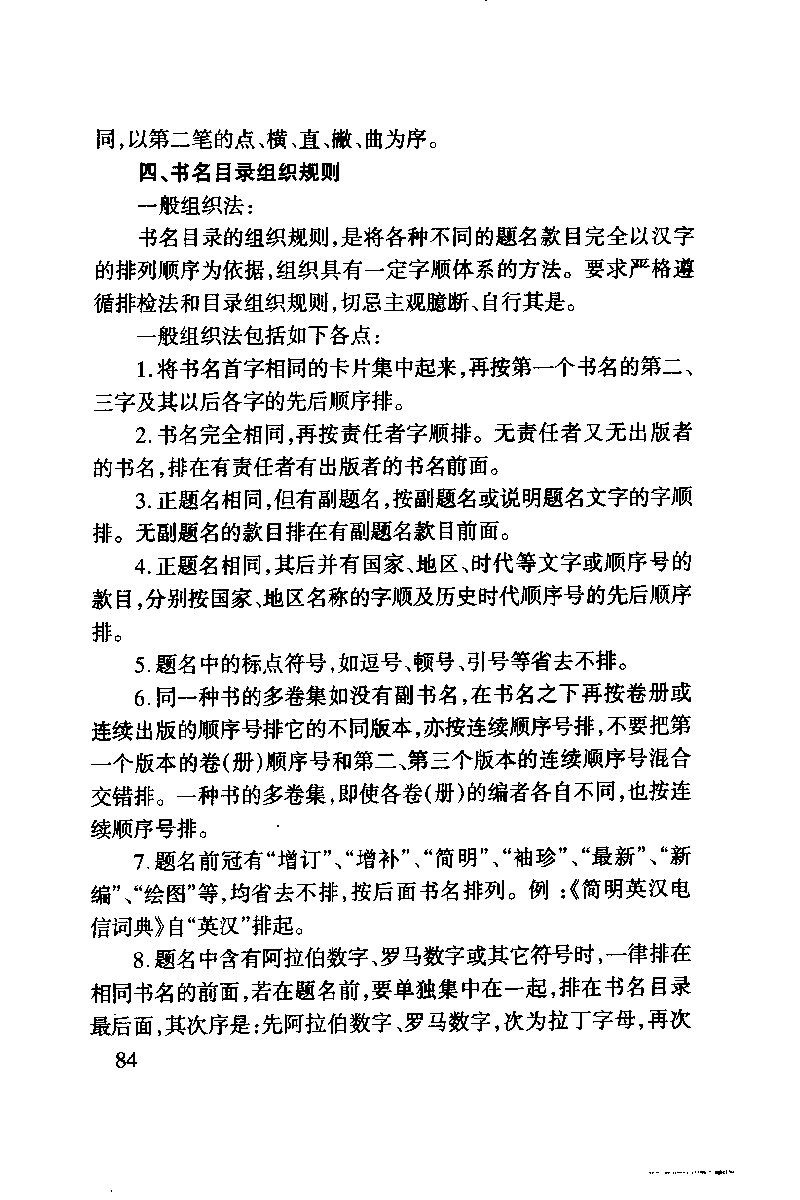 同,以第二笔的点、横、直、撇、曲为序。
四、书名目录组织规则
一般组织法:
书名目录的组织规则,是将各种不同的题名款目完全以汉字
的排列顺序为依据,组织具有一定字顺体系的方法。要求严格遵
循排检法和目录组织规则,切忌主观臆断、自行其是。
一般组织法包括如下各点:
1.将书名首字相同的卡片集中起来,再按第一个书名的第二、
三字及其以后各字的先后顺序排。
2.书名完全相同,再按责任者字顺排。无责任者又无出版者
的书名,排在有责任者有出版者的书名前面。
3.正题名相同,但有副题名,按副题名或说明题名文字的字顺
排。无副题名的款目排在有副题名款目前面。
4.正题名相同,其后并有国家、地区、时代等文字或顺序号的
款目,分别按国家、地区名称的字顺及历史时代顺序号的先后顺序
排。
5.题名中的标点符号,如逗号、顿号、引号等省去不排。
6.同一种书的多卷集如没有副书名,在书名之下再按卷册或
连续出版的顺序号排它的不同版本,亦按连续顺序号排,不要把第
一个版本的卷(册)顺序号和第二、第三个版本的连续顺序号混合
交错排。一种书的多卷集,即使各卷(册)的编者各自不同,也按连
续顺序号排。
7.题名前冠有“增订”、“增补”、“简明”、“袖珍”、“最新”、“新
编”、“绘图”等,均省去不排,按后面书名排列。例:《简明英汉电
信词典》自“英汉”排起。
8.题名中含有阿拉伯数字、罗马数字或其它符号时,一律排在
相同书名的前面,若在题名前,要单独集中在一起,排在书名目录
最后面,其次序是:先阿拉伯数字、罗马数字,次为拉丁字母,再次
84